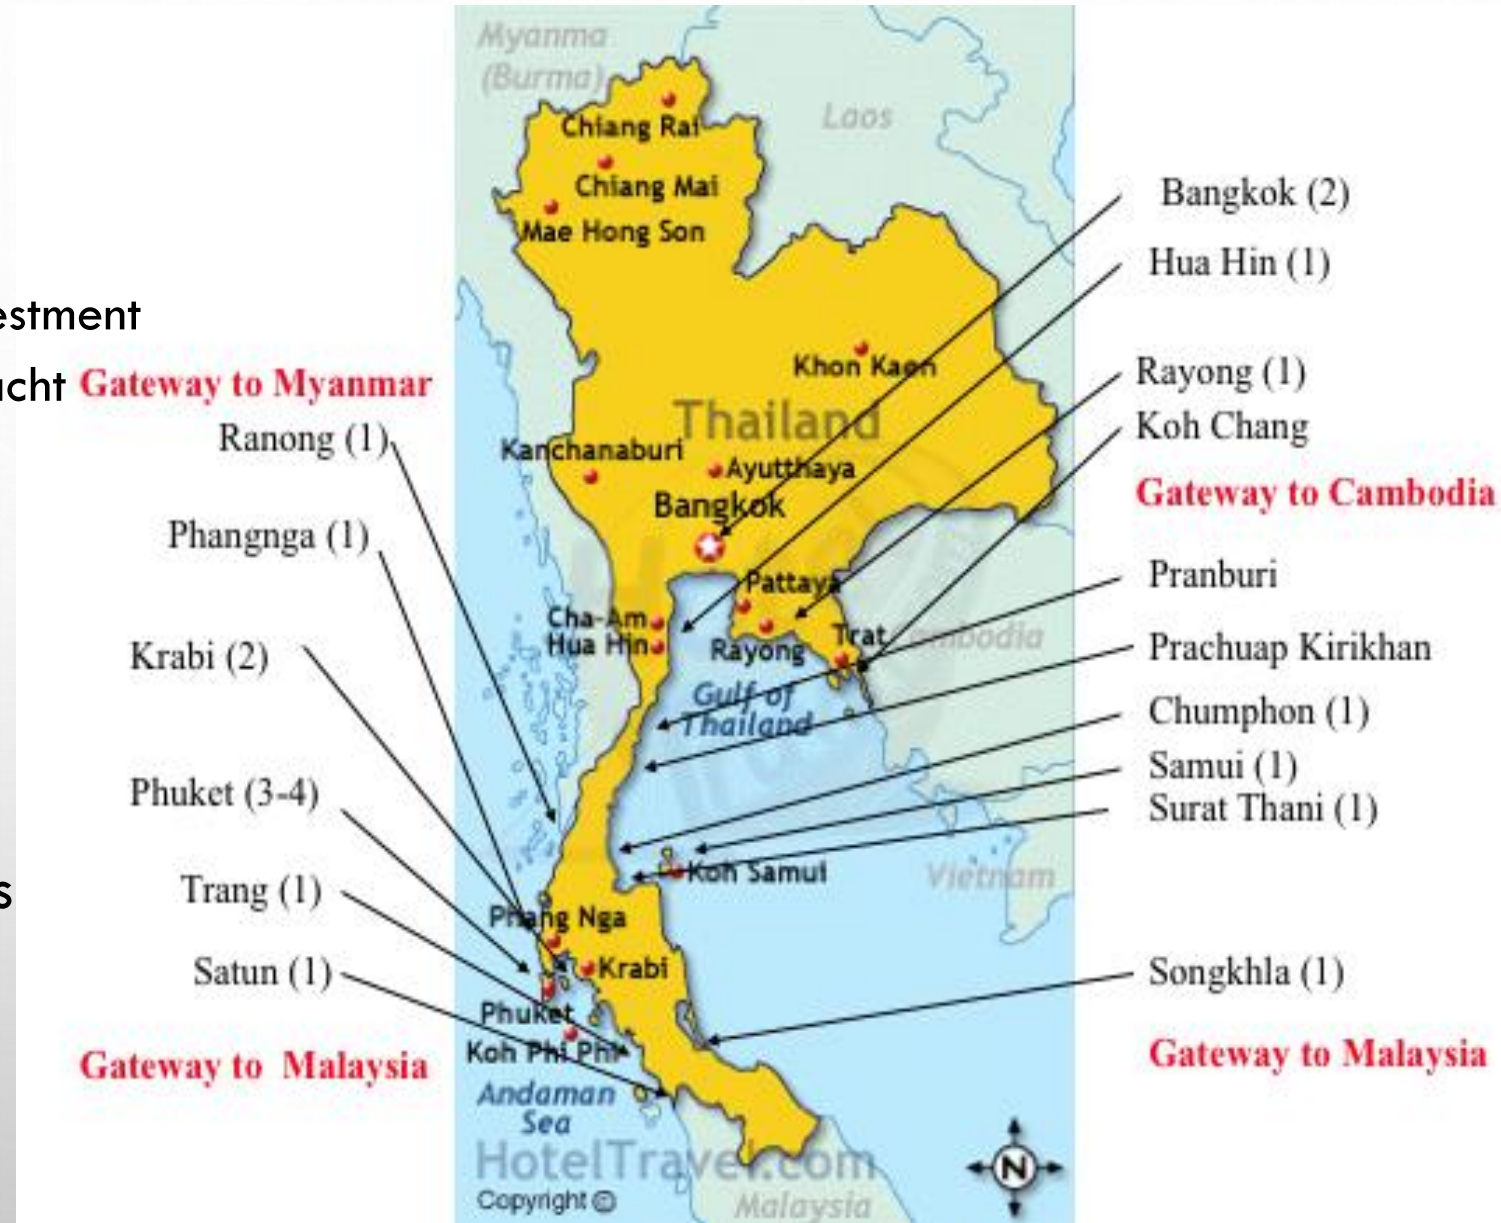 estment
acht
s
Gateway to Myanmar
Ranong (1)
Phangnga (1)
Krabi (2)
Phuket (3-4)
Trang (1)
Satun (1)
Gateway to Malaysia
Myanma
(Burma)
Laos
Chiang Rai
Chiang Mai
Mae Hong Son
Khon Kaen
Thailand
Kanchanaburi
Ayutthaya
Bangkok
Pattaya
Cha-Am
Hua Hin
Rayong
Trat
Cambodia
Gulf of
Thailand
Koh Samui
Vietnam
Phang Nga
Krabi
Phuket
Koh Phi Phi
Andaman
Sea
HotelTravel.com
Copyright ©
Malaysia
N
Bangkok (2)
Hua Hin (1)
Rayong (1)
Koh Chang
Gateway to Cambodia
Pranburi
Prachuap Kirikhan
Chumphon (1)
Samui (1)
Surat Thani (1)
Songkhla (1)
Gateway to Malaysia